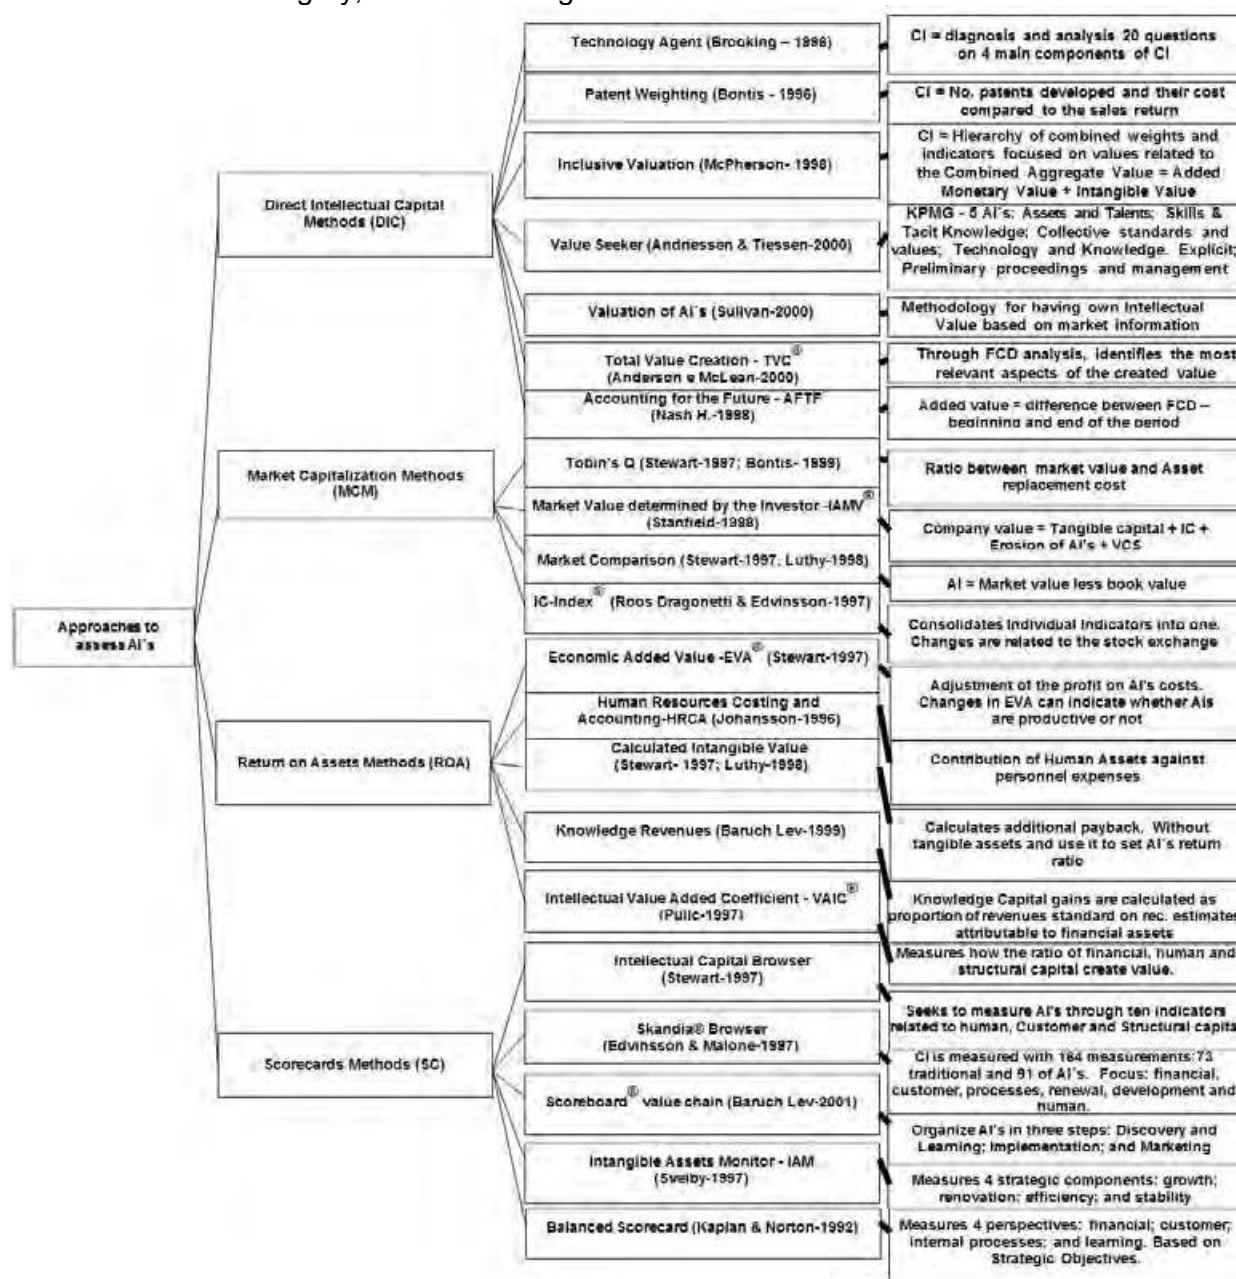 Approaches to
assess AI´s
Direct Intellectual Capital
Methods (DIC)
Market Capitalization Methods
(MCM)
Return on Assets Methods (ROA)
Scorecards Methods (SC)
Technology Agent (Brooking – 1996)
Patent Weighting (Bontis - 1996)
Inclusive Valuation (McPherson- 1998)
Value Seeker (Andriessen & Tiessen-2000)
Valuation of AI´s (Sullivan-2000)
Total Value Creation - TVC®
(Anderson e McLean-2000)
Accounting for the Future - AFTF
(Nash H.-1998)
Tobin's Q (Stewart-1997; Bontis- 1999)
Market Value determined by the Investor -IAMV®
(Stanfield-1998)
Market Comparison (Stewart-1997; Luthy-1998)
IC-Index® (Roos Dragonetti & Edvinsson-1997)
Economic Added Value -EVA® (Stewart-1997)
Human Resources Costing and
Accounting-HRCA (Johansson-1996)
Calculated Intangible Value
(Stewart- 1997; Luthy-1998)
Knowledge Revenues (Baruch Lev-1999)
Intellectual Value Added Coefficient - VAIC®
(Pulic-1997)
Intellectual Capital Browser
(Stewart-1997)
Skandia® Browser
(Edvinsson & Malone-1997)
Scoreboard® value chain (Baruch Lev-2001)
Intangible Assets Monitor - IAM
(Sveiby-1997)
Balanced Scorecard (Kaplan & Norton-1992)
CI = diagnosis and analysis 20 questions
on 4 main components of CI
CI = No. patents developed and their cost
compared to the sales return
CI = Hierarchy of combined weights and
indicators focused on values related to
the Combined Aggregate Value = Added
Monetary Value + Intangible Value
KPMG - 5 AI´s: Assets and Talents; Skills &
Tacit Knowledge; Collective standards and
values; Technology and Knowledge. Explicit;
Preliminary proceedings and management
Methodology for having own Intellectual
Value based on market information
Through FCD analysis, identifies the most
relevant aspects of the created value
Added value = difference between FCD –
beginning and end of the period
Ratio between market value and Asset
replacement cost
Company value = Tangible capital + IC +
Erosion of AI's + VCS
AI = Market value less book value
Consolidates Individual Indicators into one.
Changes are related to the stock exchange
Adjustment of the profit on AI's costs.
Changes in EVA can indicate whether AIs
are productive or not
Contribution of Human Assets against
personnel expenses
Calculates additional payback. Without
tangible assets and use it to set AI´s return
ratio
Knowledge Capital gains are calculated as
proportion of revenues standard on rec. estimates
attributable to financial assets
Measures how the ratio of financial, human and
structural capital create value.
Seeks to measure AI's through ten indicators
related to human, Customer and Structural capital
CI is measured with 164 measurements: 73
traditional and 91 of AI´s. Focus: financial,
customer, processes, renewal, development and
human.
Organize AI's in three steps: Discovery and
Learning; Implementation; and Marketing
Measures 4 strategic components: growth;
renovation; efficiency; and stability
Measures 4 perspectives: financial; customer;
internal processes; and learning. Based on
Strategic Objectives.